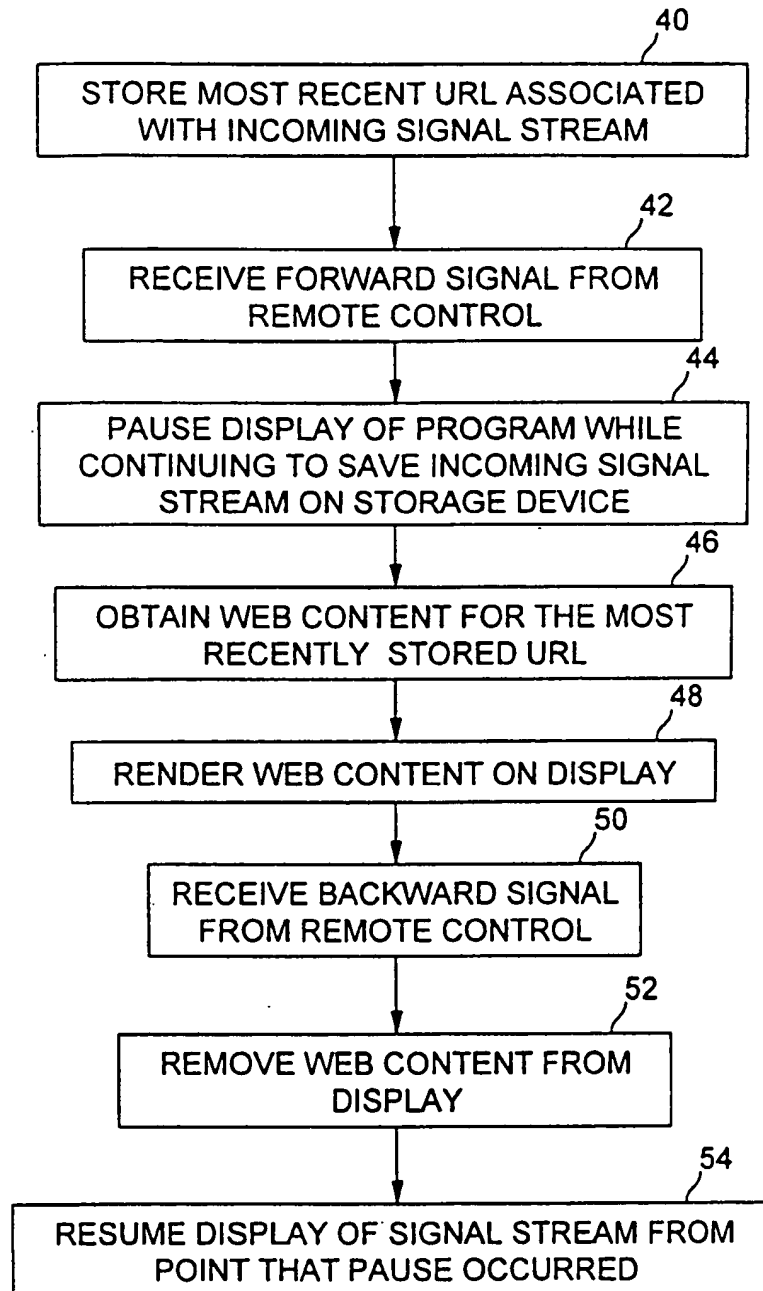 40
STORE MOST RECENT URL ASSOCIATED
WITH INCOMING SIGNAL STREAM
42
RECEIVE FORWARD SIGNAL FROM
REMOTE CONTROL
44
PAUSE DISPLAY OF PROGRAM WHILE
CONTINUING TO SAVE INCOMING SIGNAL
STREAM ON STORAGE DEVICE
46
OBTAIN WEB CONTENT FOR THE MOST
RECENTLY STORED URL
48
RENDER WEB CONTENT ON DISPLAY
50
RECEIVE BACKWARD SIGNAL
FROM REMOTE CONTROL
52
REMOVE WEB CONTENT FROM
DISPLAY
54
RESUME DISPLAY OF SIGNAL STREAM FROM
POINT THAT PAUSE OCCURRED